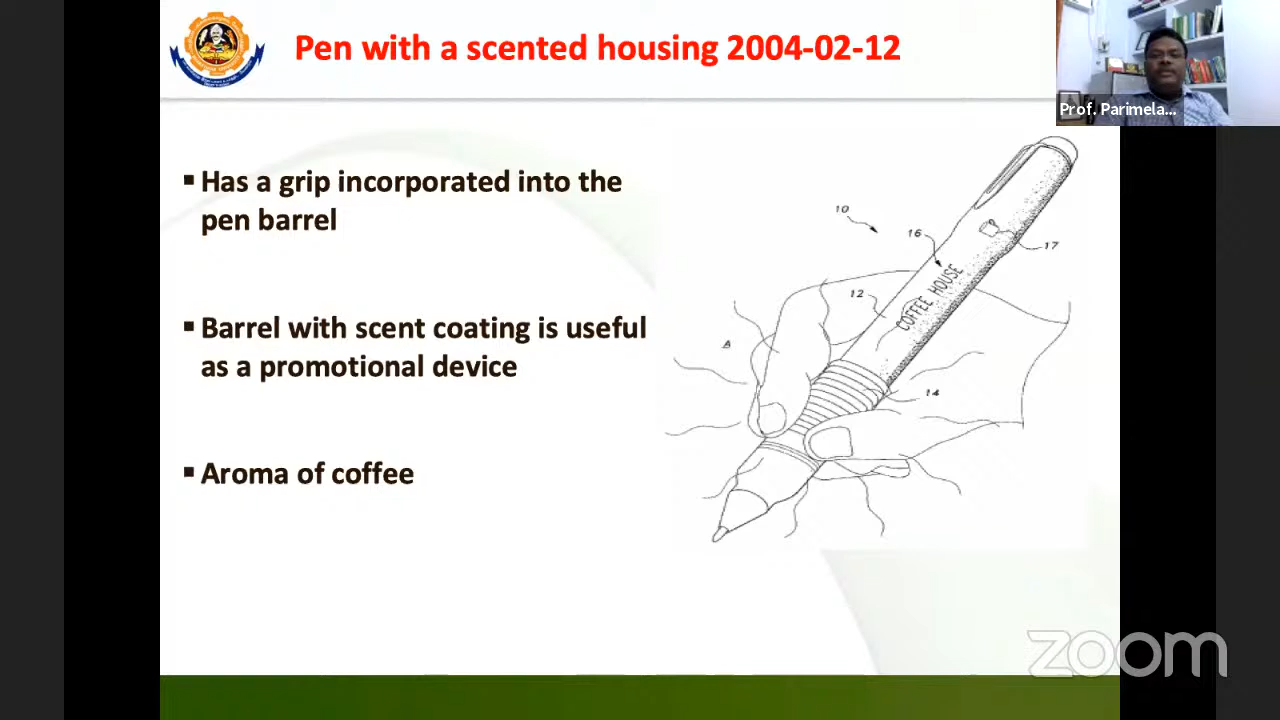 Pen with a scented housing 2004-02-12
Prof. Parimela...
▪ Has a grip incorporated into the
pen barrel
▪ Barrel with scent coating is useful
as a promotional device
▪ Aroma of coffee
10
16
17
12
COFFEE HOUSE
A
14
zoom